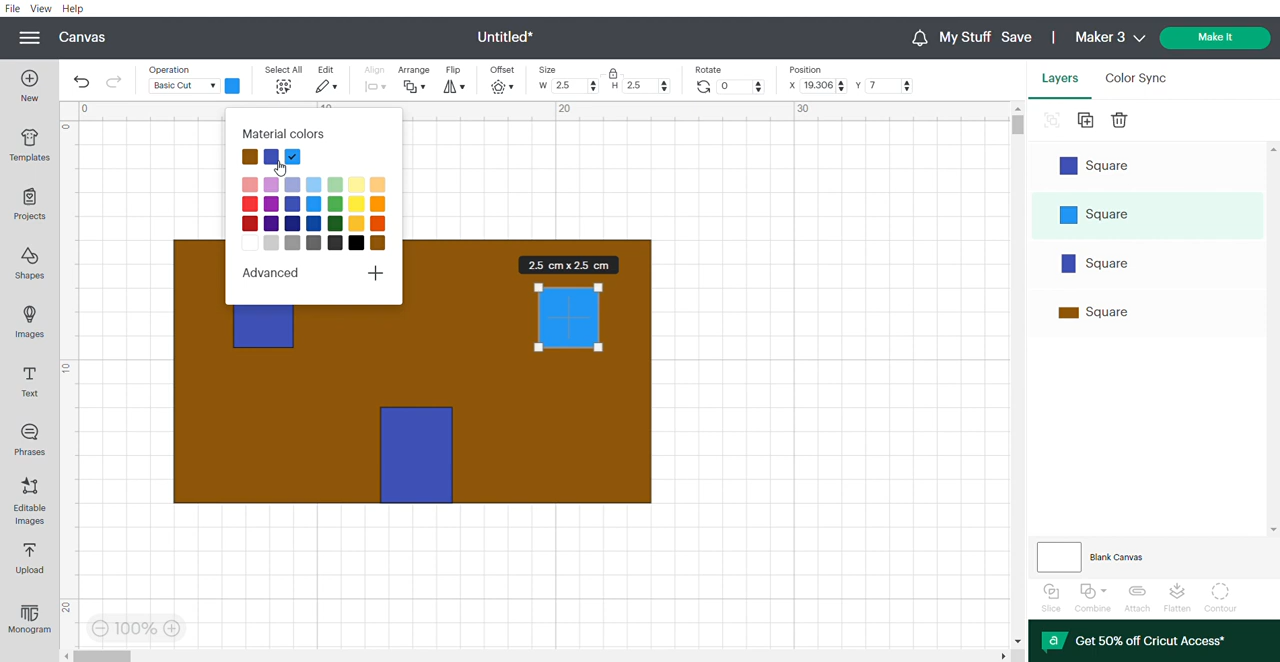 File View Help
Canvas
Untitled*
My Stuff Save | Maker 3 Make It
Operation
Basic Cut
Select All
Edit
Align
Arrange
Flip
Offset
Size
W 2.5
H 2.5
Rotate
0
Position
X 19.306
Y 7
New
Templates
Projects
Shapes
Images
Text
Phrases
Editable
Images
Upload
Monogram
0
20
30
0
10
20
Material colors
Advanced
2.5 cm x 2.5 cm
100%
Layers Color Sync
Square
Square
Square
Square
Blank Canvas
Slice Combine Attach Flatten Contour
a Get 50% off Cricut Access*